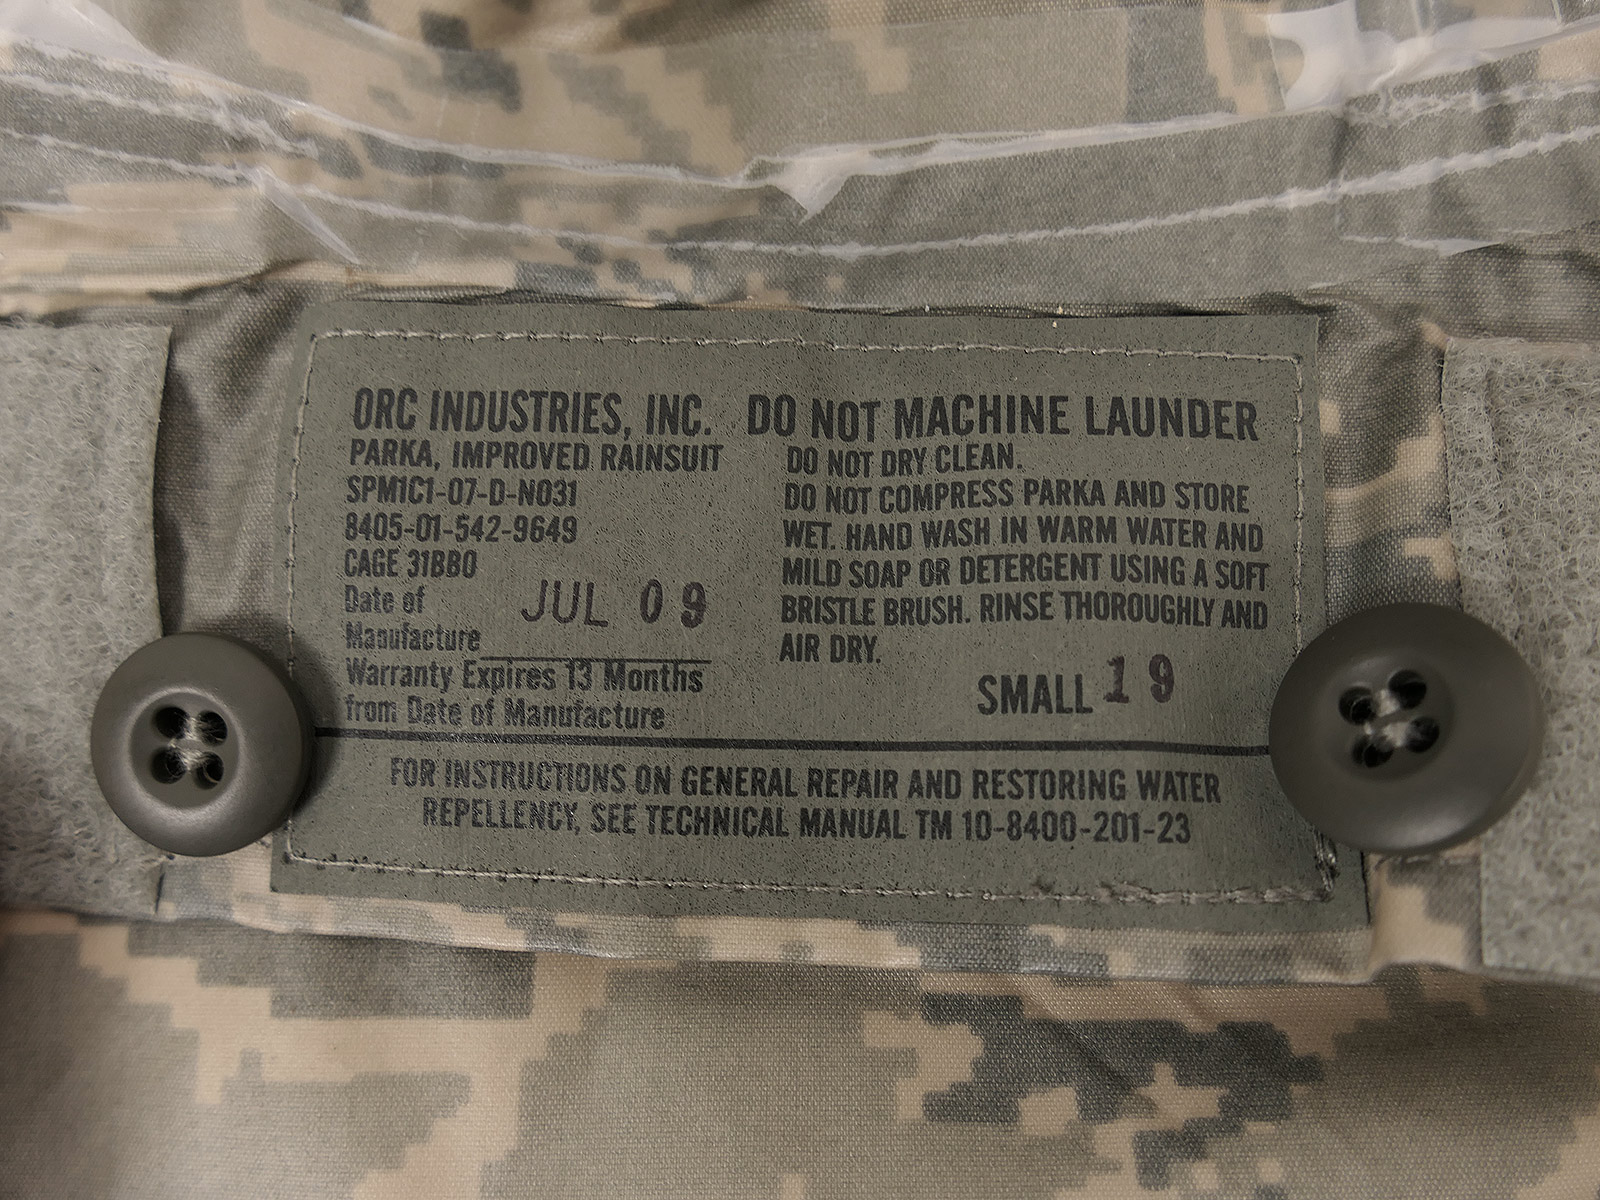 ORC INDUSTRIES, INC.
PARKA, IMPROVED RAINSUIT
SPM1C1-07-D-N031
8405-01-542-9649
CAGE 31BB0
Date of
Manufacture JUL 09
Warranty Expires 13 Months
from Date of Manufacture
DO NOT MACHINE LAUNDER
DO NOT DRY CLEAN.
DO NOT COMPRESS PARKA AND STORE
WET. HAND WASH IN WARM WATER AND
MILD SOAP OR DETERGENT USING A SOFT
BRISTLE BRUSH. RINSE THOROUGHLY AND
AIR DRY.
SMALL 19
FOR INSTRUCTIONS ON GENERAL REPAIR AND RESTORING WATER
REPELLENCY, SEE TECHNICAL MANUAL TM 10-8400-201-23